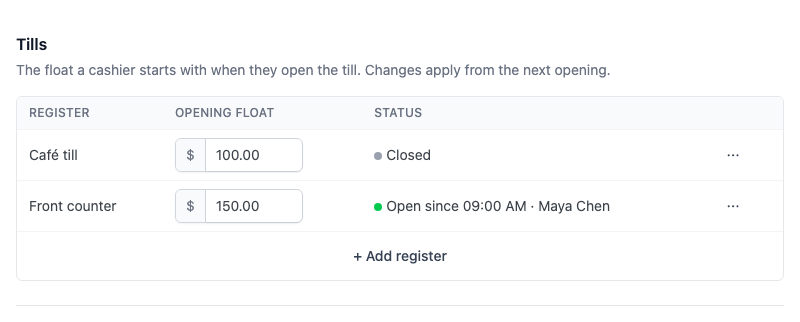 Tills
The float a cashier starts with when they open the till. Changes apply from the next opening.
REGISTER OPENING FLOAT STATUS
Café till $ 100.00 Closed ...
Front counter $ 150.00 Open since 09:00 AM · Maya Chen ...
+ Add register